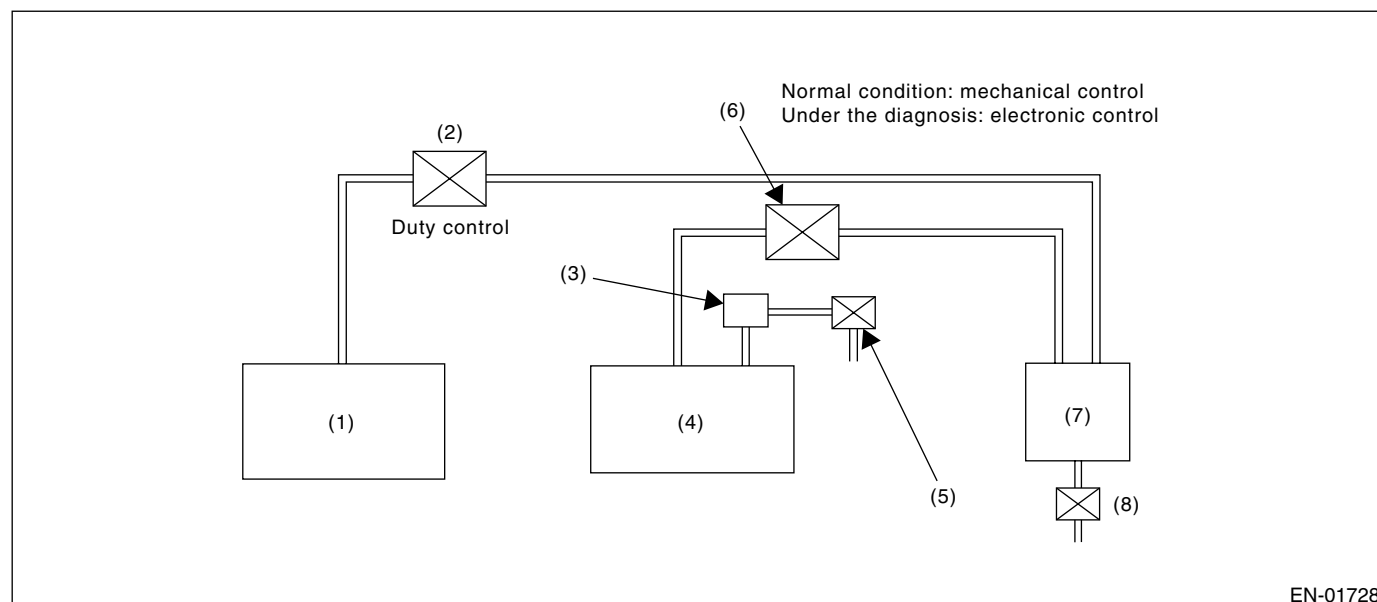 Normal condition: mechanical control
Under the diagnosis: electronic control
(6)
(2)
Duty control
(3)
(1)
(4)
(7)
(5)
(8)
EN-01728